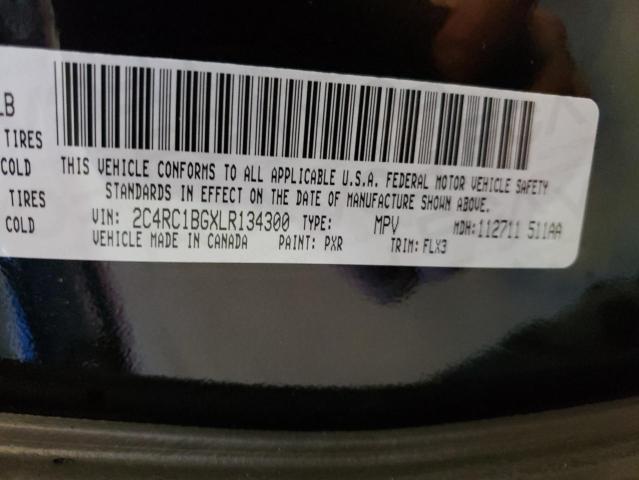 LB
TIRES
COLD
TIRES
COLD
THIS VEHICLE CONFORMS TO ALL APPLICABLE U.S.A. FEDERAL MOTOR VEHICLE SAFETY
STANDARDS IN EFFECT ON THE DATE OF MANUFACTURE SHOWN ABOVE.
VIN: 2C4RC1BGXLR134300 TYPE: MPV MDH:112711 511AA
VEHICLE MADE IN CANADA PAINT: PXR TRIM: FLX3